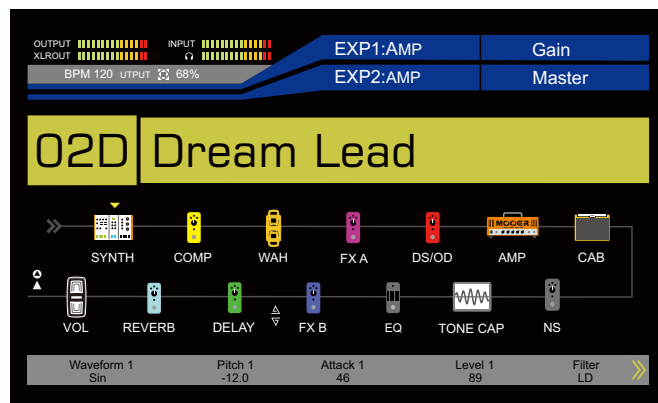 OUTPUT INPUT
XLROUT
BPM 120 UTPUT 68%
EXP1:AMP Gain
EXP2:AMP Master
02D Dream Lead
MOOER
SYNTH COMP WAH FX A DS/OD AMP CAB
VOL REVERB DELAY FX B EQ TONE CAP NS
Waveform 1 Pitch 1 Attack 1 Level 1 Filter
Sin -12.0 46 89 LD